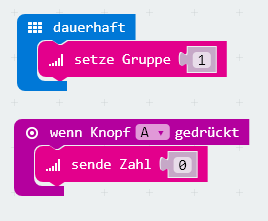 dauerhaft
setze Gruppe 1
wenn Knopf A gedrückt
sende Zahl 0